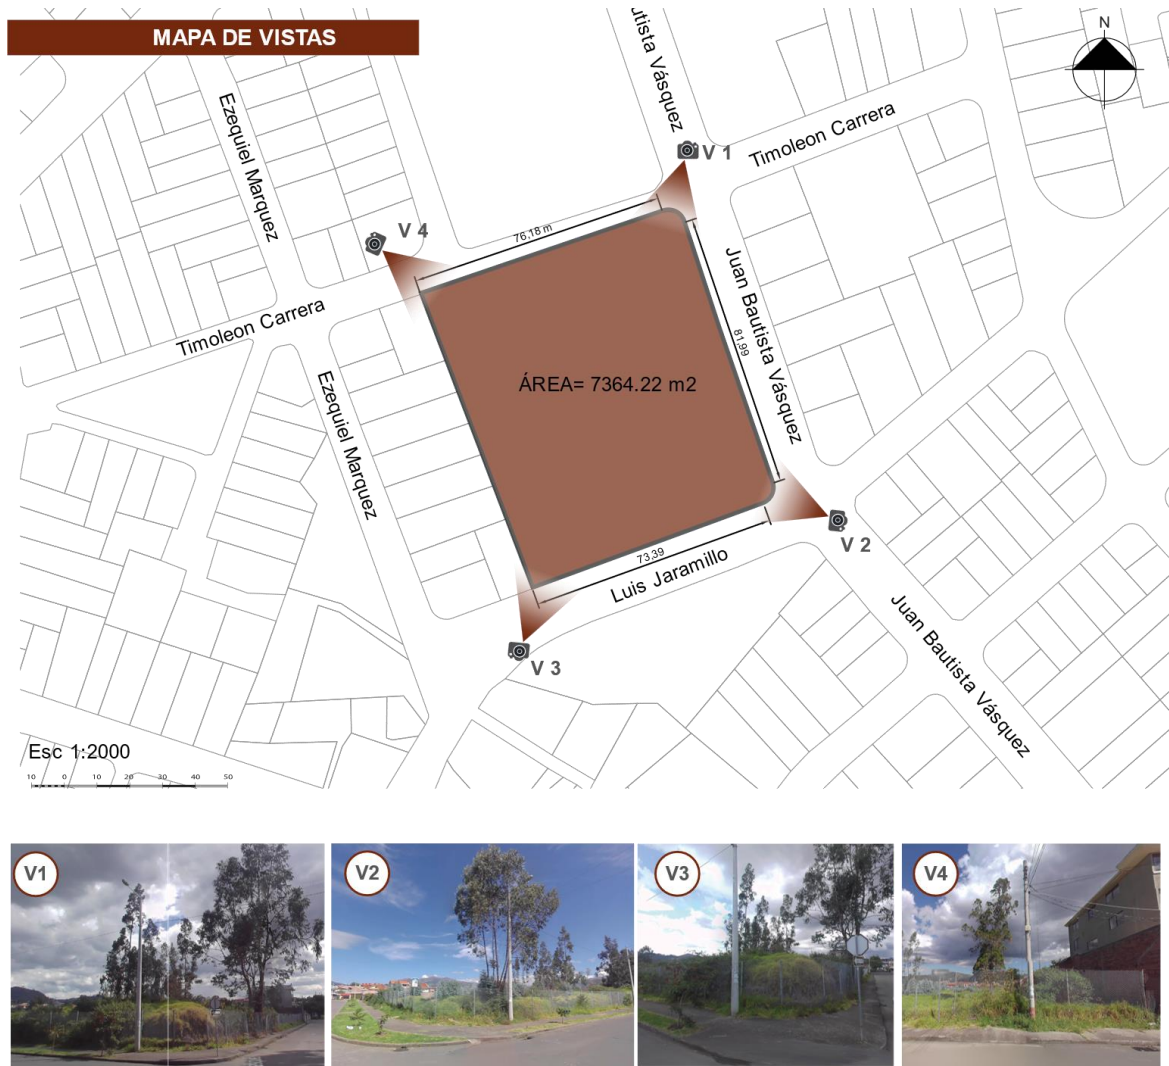 MAPA DE VISTAS
N
utista Vásquez
Timoleon Carrera
Ezequiel Marquez
V 1
V 4
76,18 m
Juan Bautista Vásquez
81,99
Timoleon Carrera
ÁREA= 7364.22 m2
Ezequiel Marquez
V 2
73,39
Luis Jaramillo
Juan Bautista Vásquez
V 3
Esc 1:2000
10 0 10 20 30 40 50
V1
V2
V3
V4